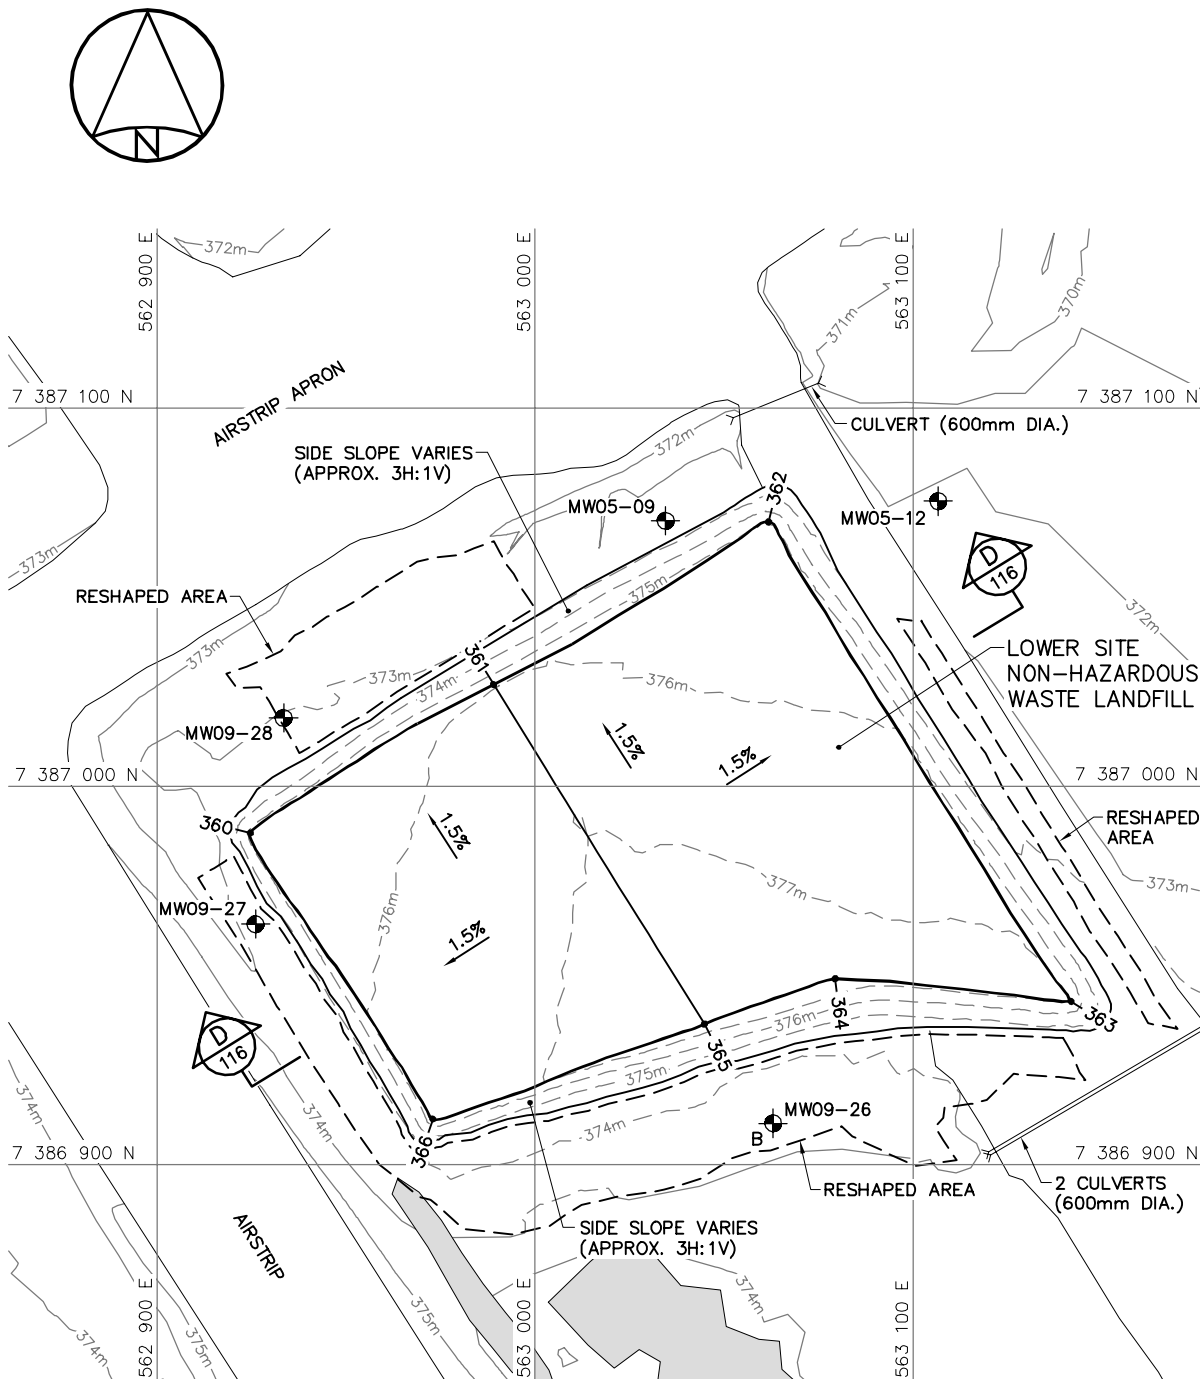 N
372m
562 900 E
563 000 E
563 100 E
370m
371m
7 387 100 N
7 387 100 N
AIRSTRIP APRON
CULVERT (600mm DIA.)
372m
SIDE SLOPE VARIES
(APPROX. 3H:1V)
362
MW05-09
MW05-12
373m
D
116
375m
RESHAPED AREA
372m
373m
361
LOWER SITE
NON-HAZARDOUS
WASTE LANDFILL
373m
374m
376m
MW09-28
1.5%
1.5%
7 387 000 N
7 387 000 N
360
1.5%
RESHAPED
AREA
377m
373m
376m
MW09-27
1.5%
D
116
376m
364
363
365
375m
374m
374m
MW09-26
B
374m
366
7 386 900 N
7 386 900 N
RESHAPED AREA
2 CULVERTS
(600mm DIA.)
AIRSTRIP
SIDE SLOPE VARIES
(APPROX. 3H:1V)
374m
375m
374m
375m
562 900 E
563 000 E
563 100 E